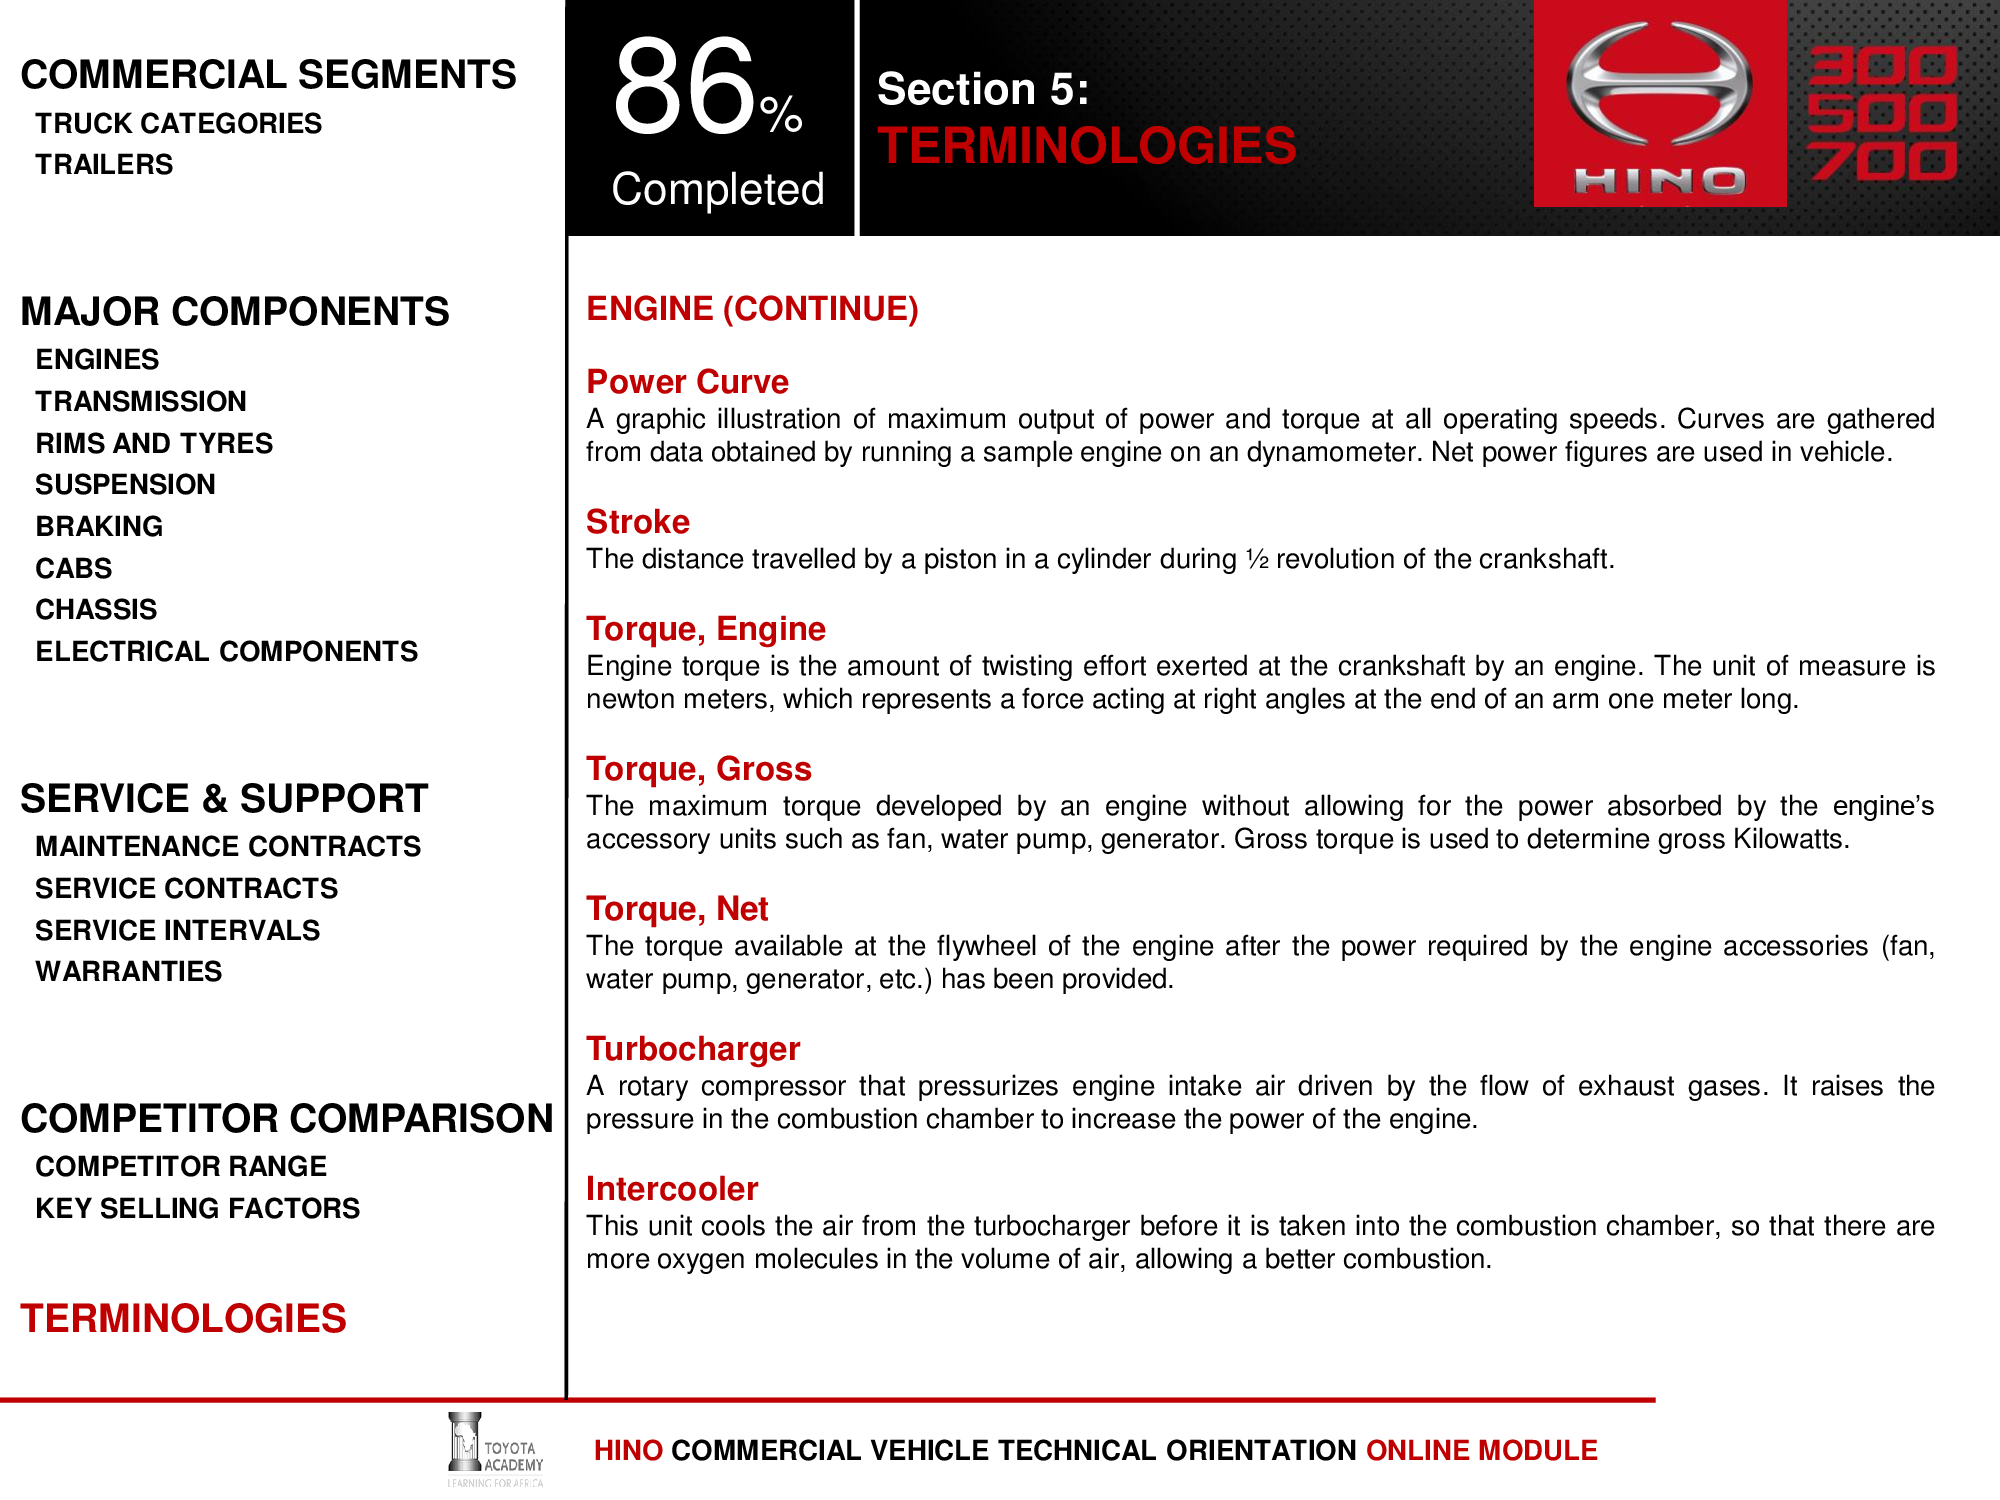 COMMERCIAL SEGMENTS
TRUCK CATEGORIES
TRAILERS
MAJOR COMPONENTS
ENGINES
TRANSMISSION
RIMS AND TYRES
SUSPENSION
BRAKING
CABS
CHASSIS
ELECTRICAL COMPONENTS
SERVICE & SUPPORT
MAINTENANCE CONTRACTS
SERVICE CONTRACTS
SERVICE INTERVALS
WARRANTIES
COMPETITOR COMPARISON
COMPETITOR RANGE
KEY SELLING FACTORS
TERMINOLOGIES
86%
Completed
Section 5:
TERMINOLOGIES
HINO
300
500
700
ENGINE (CONTINUE)
Power Curve
A graphic illustration of maximum output of power and torque at all operating speeds. Curves are gathered
from data obtained by running a sample engine on an dynamometer. Net power figures are used in vehicle.
Stroke
The distance travelled by a piston in a cylinder during ½ revolution of the crankshaft.
Torque, Engine
Engine torque is the amount of twisting effort exerted at the crankshaft by an engine. The unit of measure is
newton meters, which represents a force acting at right angles at the end of an arm one meter long.
Torque, Gross
The maximum torque developed by an engine without allowing for the power absorbed by the engine’s
accessory units such as fan, water pump, generator. Gross torque is used to determine gross Kilowatts.
Torque, Net
The torque available at the flywheel of the engine after the power required by the engine accessories (fan,
water pump, generator, etc.) has been provided.
Turbocharger
A rotary compressor that pressurizes engine intake air driven by the flow of exhaust gases. It raises the
pressure in the combustion chamber to increase the power of the engine.
Intercooler
This unit cools the air from the turbocharger before it is taken into the combustion chamber, so that there are
more oxygen molecules in the volume of air, allowing a better combustion.
TOYOTA
ACADEMY
LEARNING FOR AFRICA
HINO COMMERCIAL VEHICLE TECHNICAL ORIENTATION ONLINE MODULE